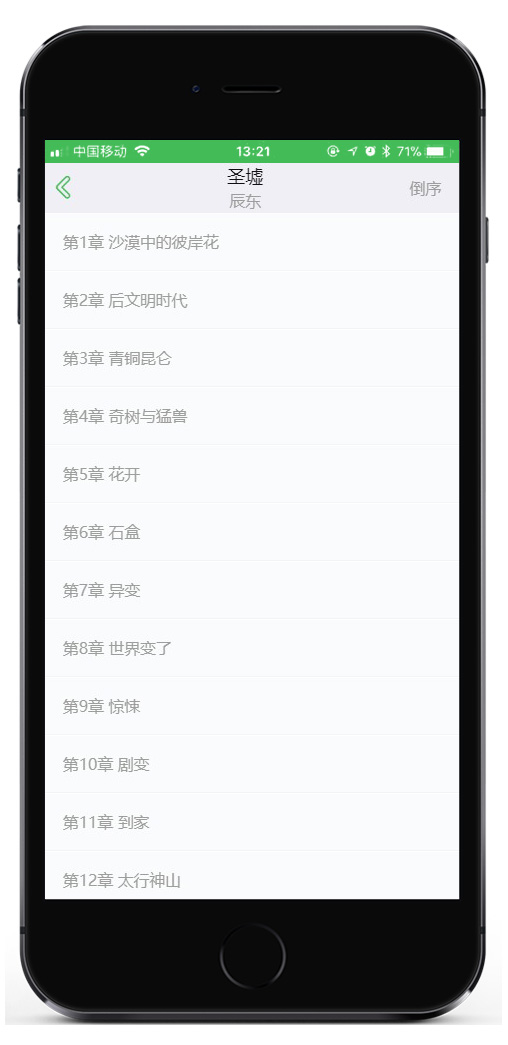 中国移动 13:21 71%
圣墟
辰东
倒序
第1章 沙漠中的彼岸花
第2章 后文明时代
第3章 青铜昆仑
第4章 奇树与猛兽
第5章 花开
第6章 石盒
第7章 异变
第8章 世界变了
第9章 惊悚
第10章 剧变
第11章 到家
第12章 太行神山